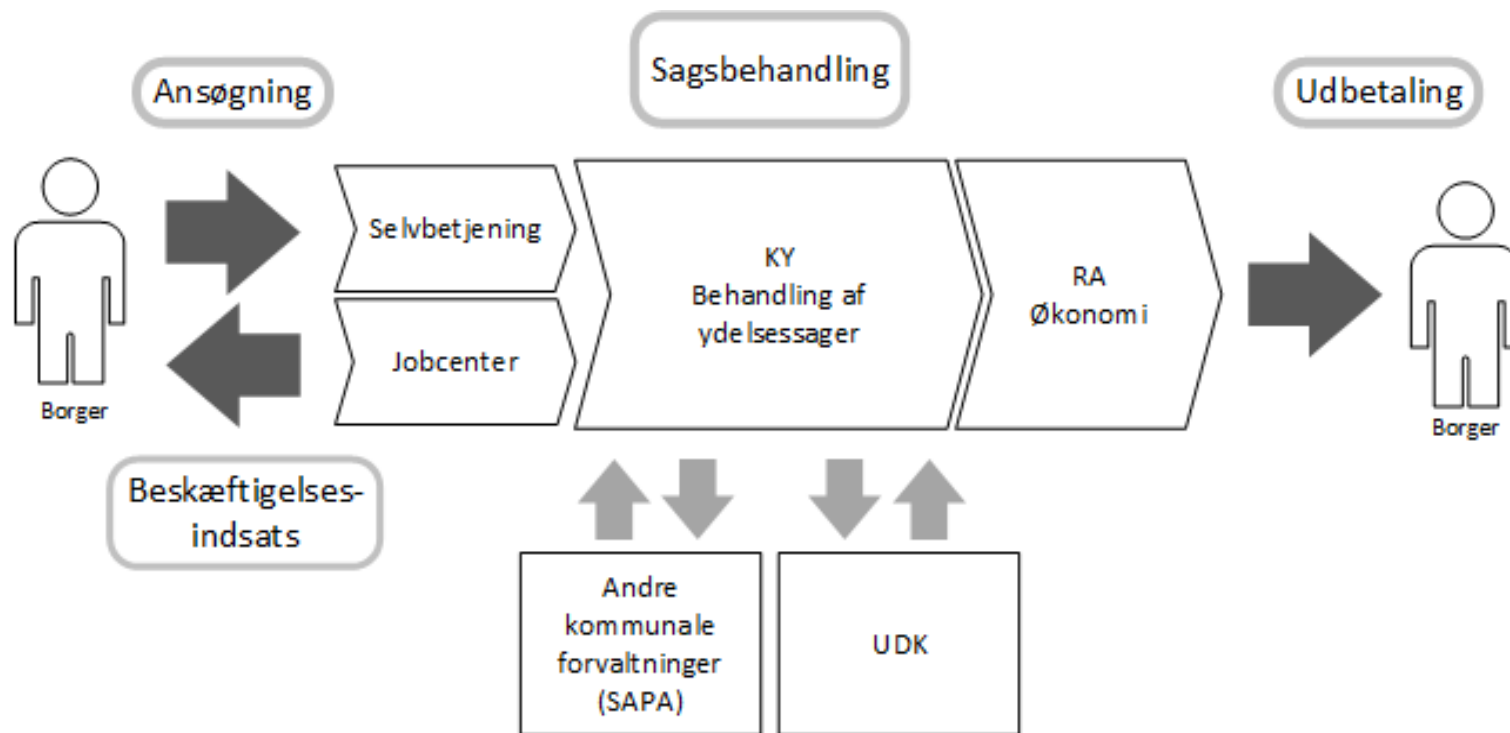 Ansøgning
Sagsbehandling
Udbetaling
Selvbetjening
Jobcenter
KY
Behandling af
ydelsessager
RA
Økonomi
Borger
Borger
Beskæftigelses-
indsats
Andre
kommunale
forvaltninger
(SAPA)
UDK